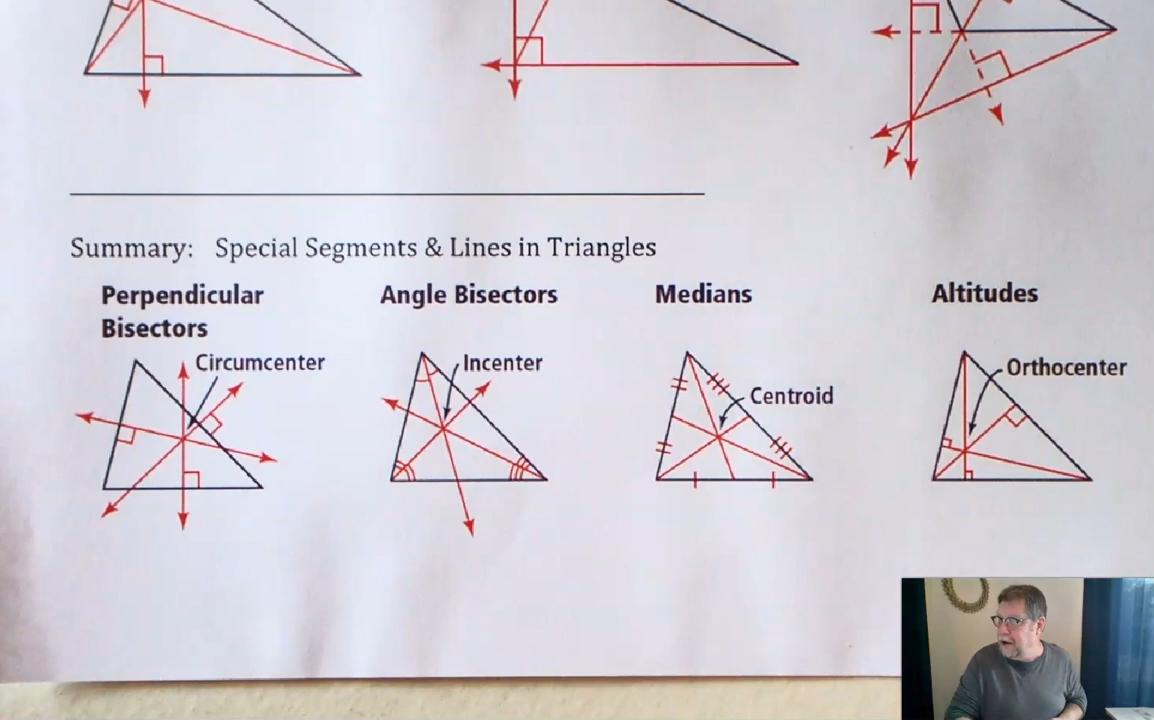 Summary: Special Segments & Lines in Triangles
Perpendicular
Bisectors
Angle Bisectors
Medians
Altitudes
Circumcenter
Incenter
Centroid
Orthocenter